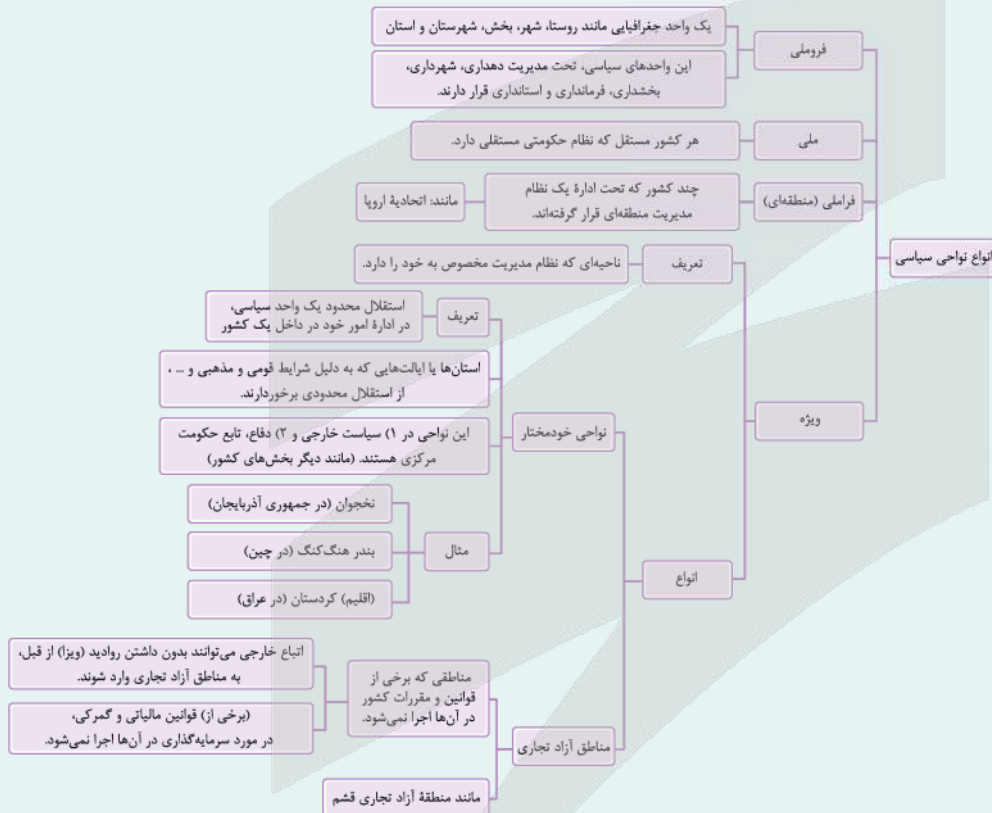 انواع نواحی سیاسی
فروملی
یک واحد جغرافیایی مانند روستا، شهر، بخش، شهرستان و استان
این واحدهای سیاسی، تحت مدیریت دهداری، شهرداری،
بخشداری، فرمانداری و استانداری قرار دارند.
ملی
هر کشور مستقل که نظام حکومتی مستقلی دارد.
فراملی (منطقه‌ای)
چند کشور که تحت ادارهٔ یک نظام
مدیریت منطقه‌ای قرار گرفته‌اند.
مانند: اتحادیهٔ اروپا
ویژه
تعریف
ناحیه‌ای که نظام مدیریت مخصوص به خود را دارد.
انواع
نواحی خودمختار
تعریف
استقلال محدود یک واحد سیاسی،
در ادارهٔ امور خود در داخل یک کشور
استان‌ها یا ایالت‌هایی که به دلیل شرایط قومی و مذهبی و ... ،
از استقلال محدودی برخوردارند.
این نواحی در ۱) سیاست خارجی و ۲) دفاع، تابع حکومت
مرکزی هستند. (مانند دیگر بخش‌های کشور)
مثال
نخجوان (در جمهوری آذربایجان)
بندر هنگ‌کنگ (در چین)
(اقلیم) کردستان (در عراق)
مناطق آزاد تجاری
مناطقی که برخی از
قوانین و مقررات کشور
در آن‌ها اجرا نمی‌شود.
اتباع خارجی می‌توانند بدون داشتن روادید (ویزا) از قبل،
به مناطق آزاد تجاری وارد شوند.
(برخی از) قوانین مالیاتی و گمرکی،
در مورد سرمایه‌گذاری در آن‌ها اجرا نمی‌شود.
مانند منطقهٔ آزاد تجاری قشم